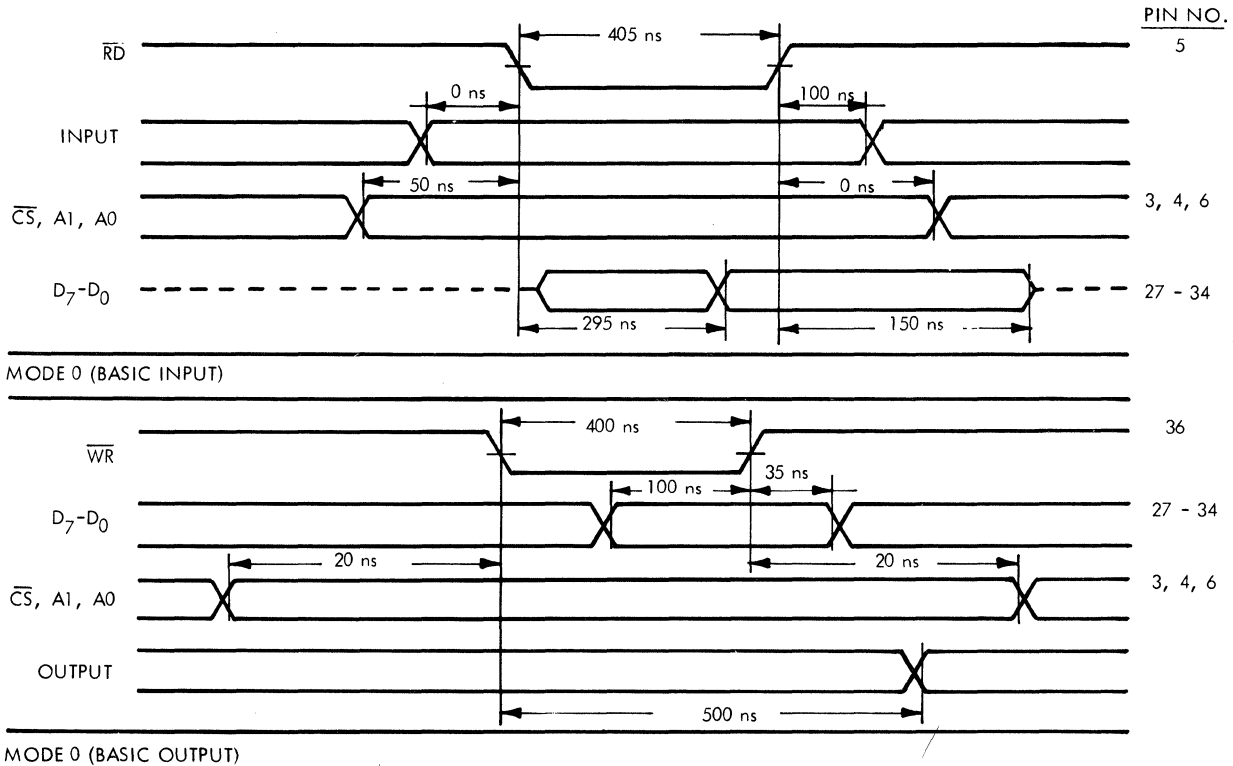 PIN NO.
RD 405 ns 5
0 ns 100 ns
INPUT
50 ns 0 ns
CS, A1, A0 3, 4, 6
D7-D0 27 - 34
295 ns 150 ns
MODE 0 (BASIC INPUT)
400 ns 36
WR
100 ns 35 ns
D7-D0 27 - 34
20 ns 20 ns
CS, A1, A0 3, 4, 6
OUTPUT
500 ns
MODE 0 (BASIC OUTPUT)